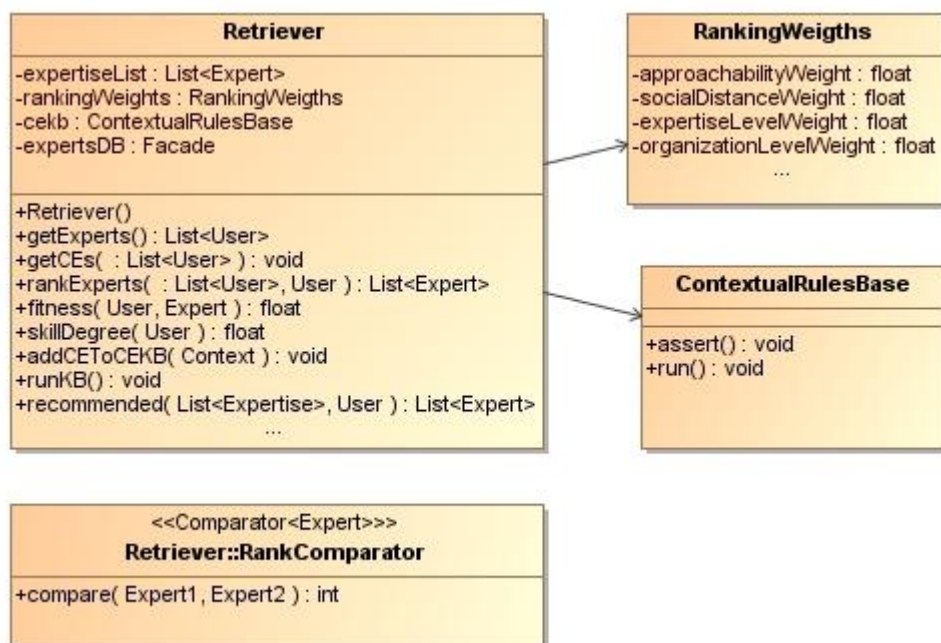 Retriever
-expertiseList : List<Expert>
-rankingWeights : RankingWeigths
-cekb : ContextualRulesBase
-expertsDB : Facade
+Retriever()
+getExperts() : List<User>
+getCEs( : List<User> ) : void
+rankExperts( : List<User>, User ) : List<Expert>
+fitness( User, Expert ) : float
+skillDegree( User ) : float
+addCEToCEKB( Context ) : void
+runKB() : void
+recommended( List<Expertise>, User ) : List<Expert>
...
RankingWeigths
-approachabilityWeight : float
-socialDistanceWeight : float
-expertiseLevelWeight : float
-organizationLevelWeight : float
...
ContextualRulesBase
+assert() : void
+run() : void
<<Comparator<Expert>>>
Retriever::RankComparator
+compare( Expert1, Expert2 ) : int